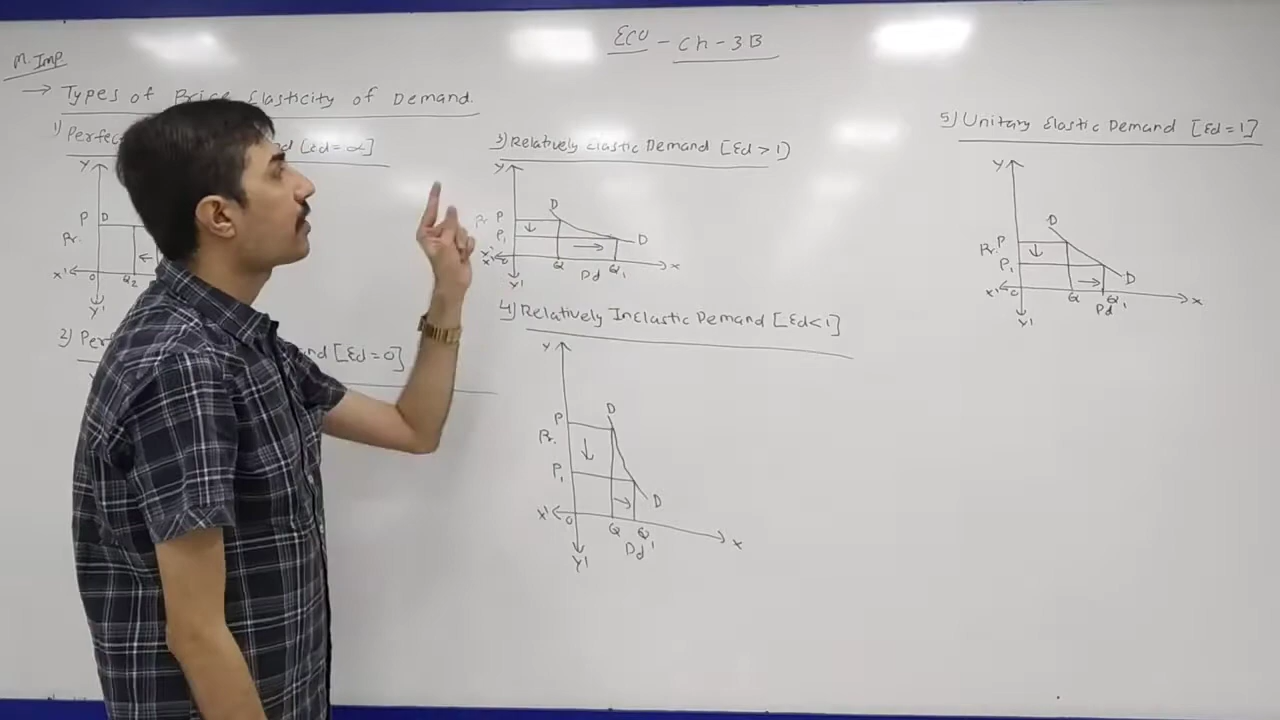 ECO - Ch - 3B
M. Imp
→ Types of Price Elasticity of Demand.
1) Perfec nd [Ed = ∝]
Y
P D
Pr.
X' O Q2
Y'
2) Per and [Ed = 0]
3) Relatively Elastic Demand [Ed > 1)
Y
D
Pr. P
P1 D
X' Q Q1 X
Pd
Y'
4) Relatively Inelastic Demand [Ed < 1]
Y
D
P
Pr.
P1
D
X' O Q Q1 X
Dd
Y'
5) Unitary Elastic Demand [Ed = 1]
Y
D
P
Pr.
P1 D
X' O Q Q1 X
Pd
Y'